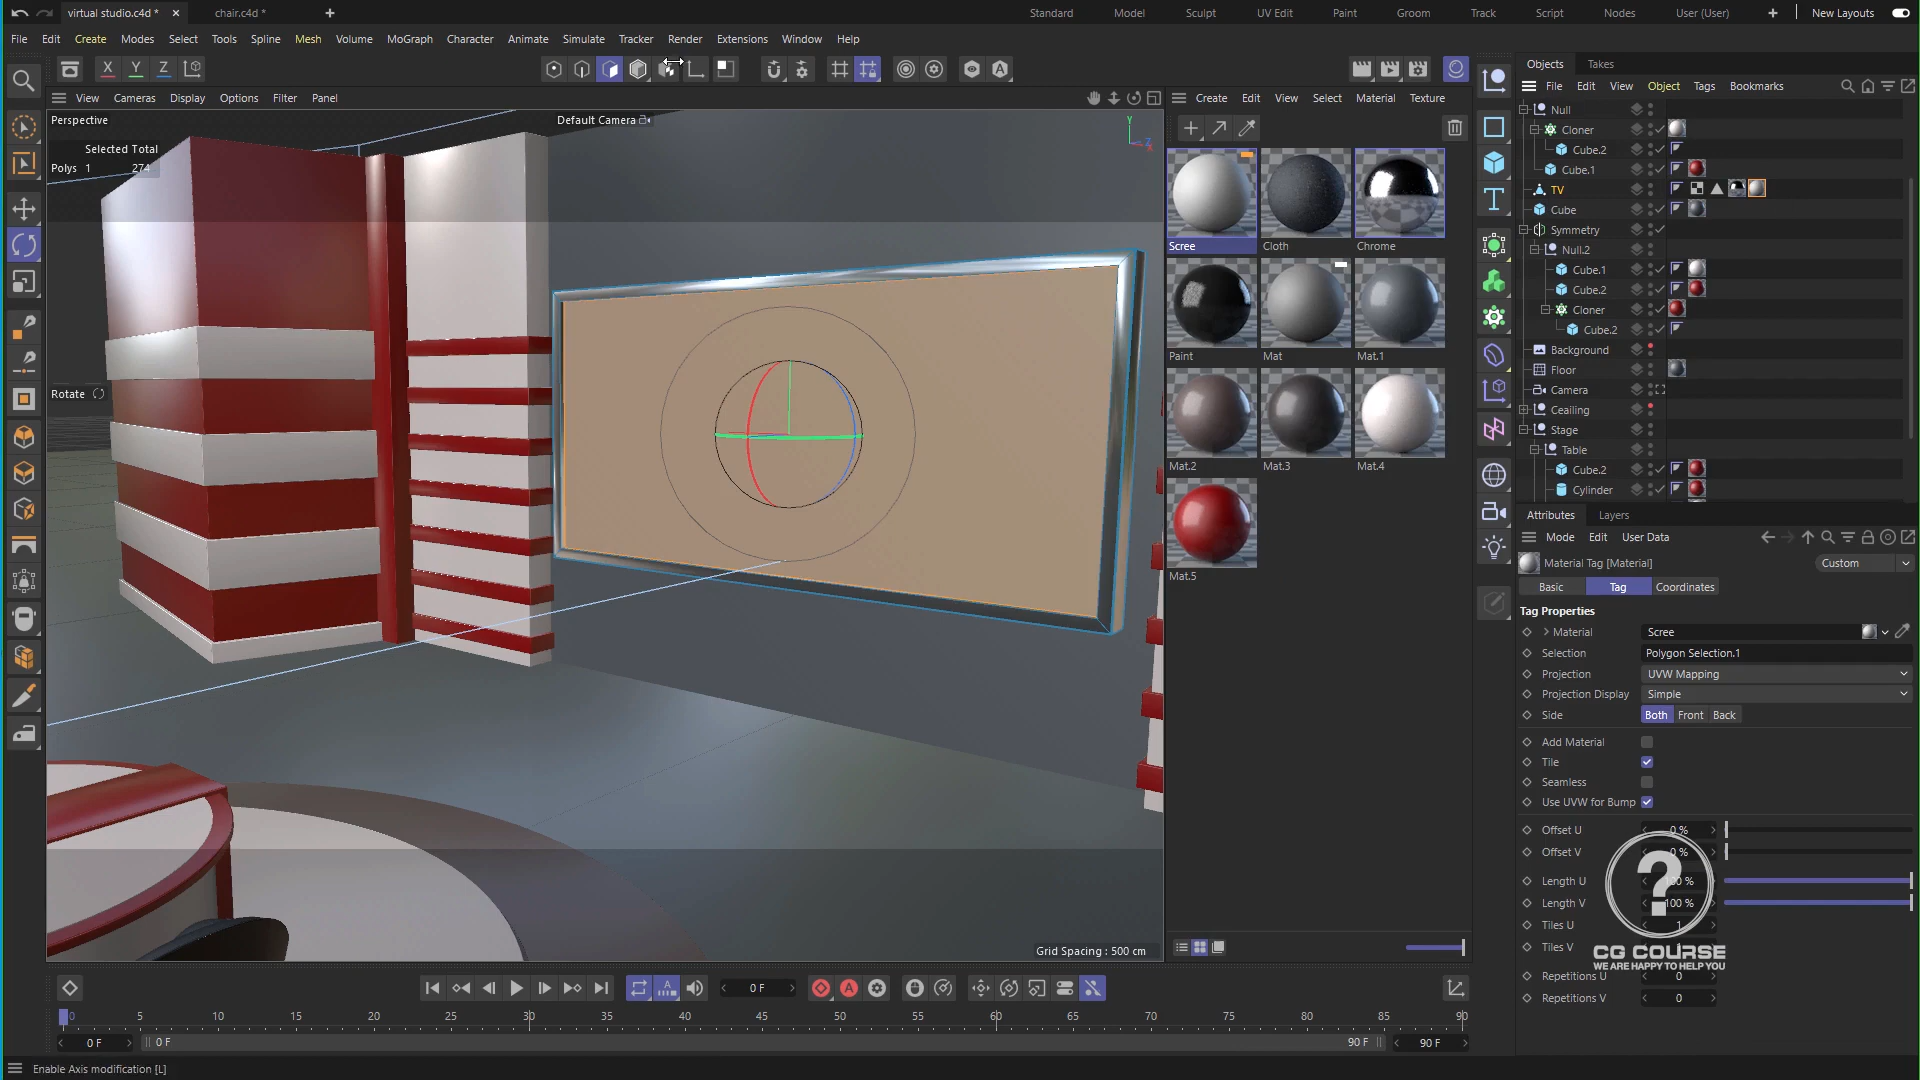 virtual studio.c4d *
chair.c4d *
Standard Model Sculpt UV Edit Paint Groom Track Script Nodes User (User) New Layouts
File Edit Create Modes Select Tools Spline Mesh Volume MoGraph Character Animate Simulate Tracker Render Extensions Window Help
X Y Z
View Cameras Display Options Filter Panel
Perspective
Default Camera
Selected Total
Polys 1 274
Y
Z
Rotate
Grid Spacing : 500 cm
Create Edit View Select Material Texture
Scree Cloth Chrome
Paint Mat Mat.1
Mat.2 Mat.3 Mat.4
Mat.5
Objects Takes
File Edit View Object Tags Bookmarks
Null
Cloner
Cube.2
Cube.1
TV
Cube
Symmetry
Null.2
Cube.1
Cube.2
Cloner
Cube.2
Background
Floor
Camera
Ceailing
Stage
Table
Cube.2
Cylinder
Attributes Layers
Mode Edit User Data
Material Tag [Material]
Custom
Basic Tag Coordinates
Tag Properties
Material Scree
Selection Polygon Selection.1
Projection UVW Mapping
Projection Display Simple
Side Both Front Back
Add Material
Tile
Seamless
Use UVW for Bump
Offset U 0 %
Offset V 0 %
Length U 100 %
Length V 100 %
Tiles U 1
Tiles V
Repetitions U 0
Repetitions V 0
?
CG COURSE
WE ARE HAPPY TO HELP YOU
0 F
0 5 10 15 20 25 30 35 40 45 50 55 60 65 70 75 80 85 90
0 F 0 F 90 F 90 F
Enable Axis modification [L]